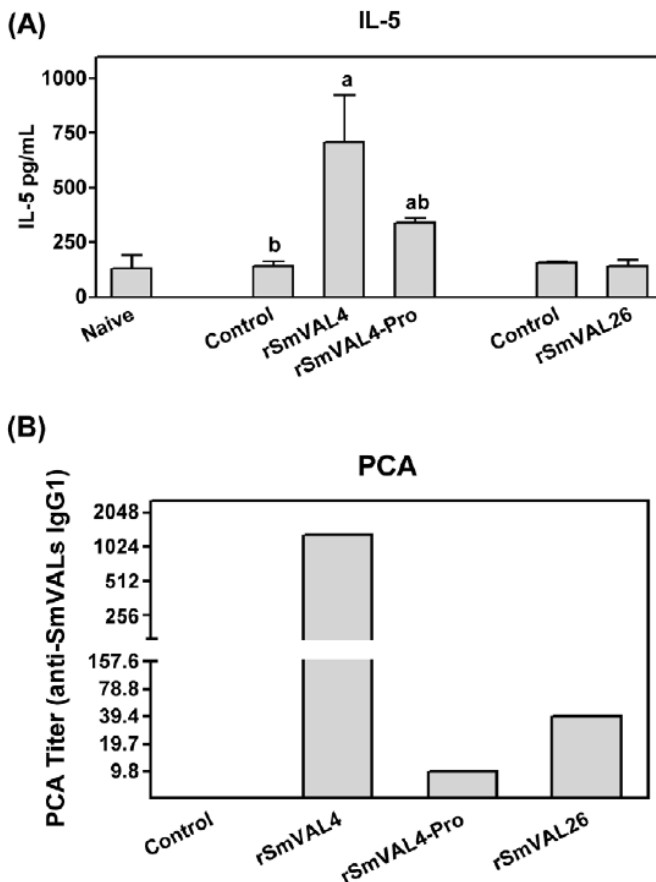 (A)
IL-5
IL-5 pg/mL
1000
750
500
250
0
a
b
ab
Naive
Control
rSmVAL4
rSmVAL4-Pro
Control
rSmVAL26
(B)
PCA
PCA Titer (anti-SmVALs IgG1)
2048
1024
512
256
157.6
78.8
39.4
19.7
9.8
Control
rSmVAL4
rSmVAL4-Pro
rSmVAL26